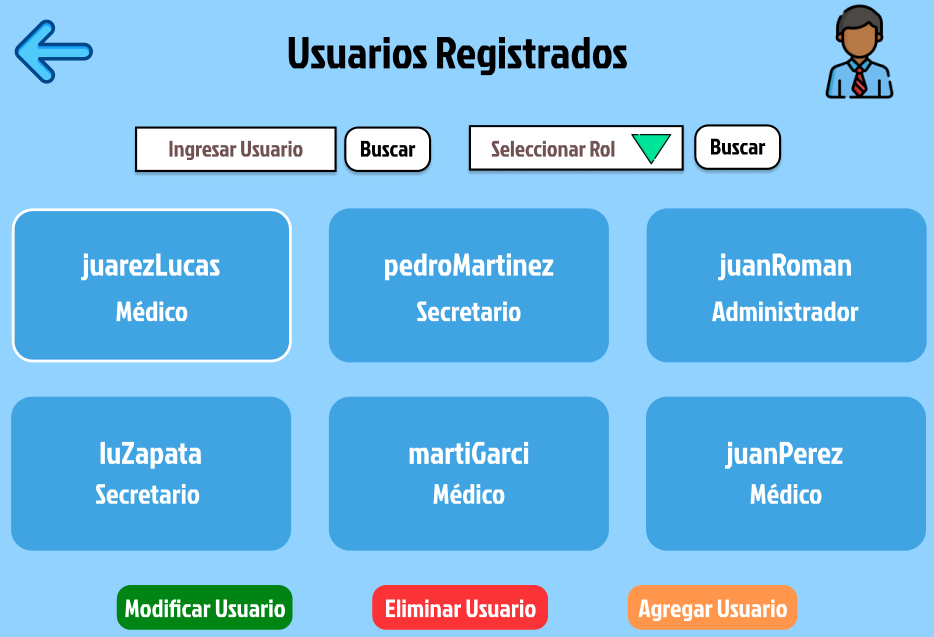 Usuarios Registrados
Ingresar Usuario
Buscar
Seleccionar Rol
Buscar
juarezLucas
Médico
pedroMartinez
Secretario
juanRoman
Administrador
luZapata
Secretario
martiGarci
Médico
juanPerez
Médico
Modificar Usuario
Eliminar Usuario
Agregar Usuario